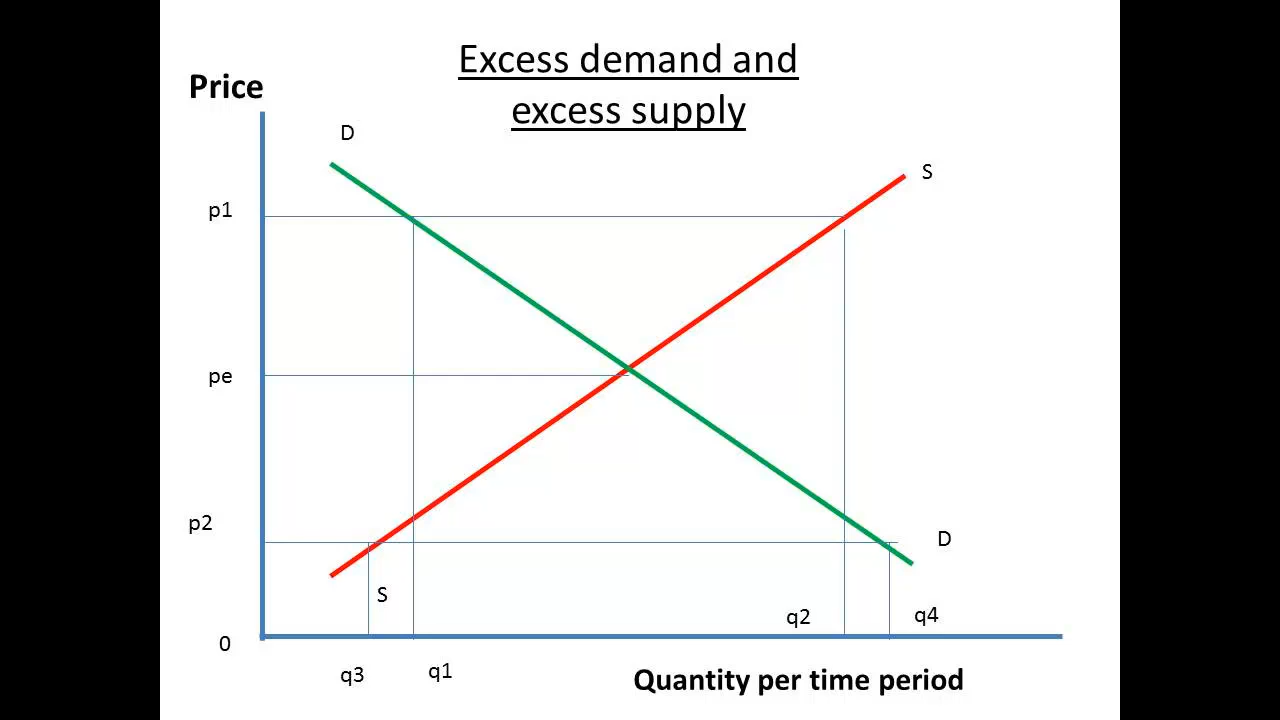 Excess demand and
excess supply
Price
D
S
p1
pe
p2
D
S
q2
q4
0
q3
q1
Quantity per time period